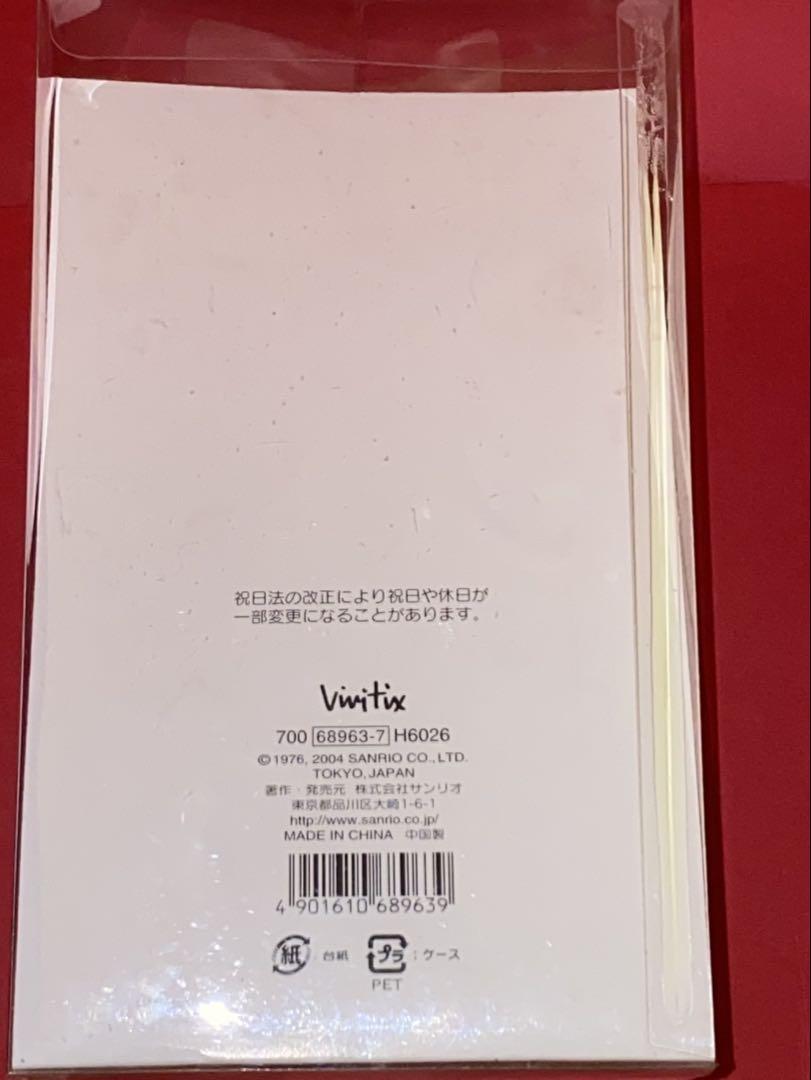 祝日法の改正により祝日や休日が
一部変更になることがあります。
Vivitix
700 68963-7 H6026
©1976, 2004 SANRIO CO., LTD.
TOKYO, JAPAN
著作・発売元 株式会社サンリオ
東京都品川区大崎1-6-1
http://www.sanrio.co.jp/
MADE IN CHINA 中国製
4 901610 689639
紙 : 台紙 プラ : ケース
PET